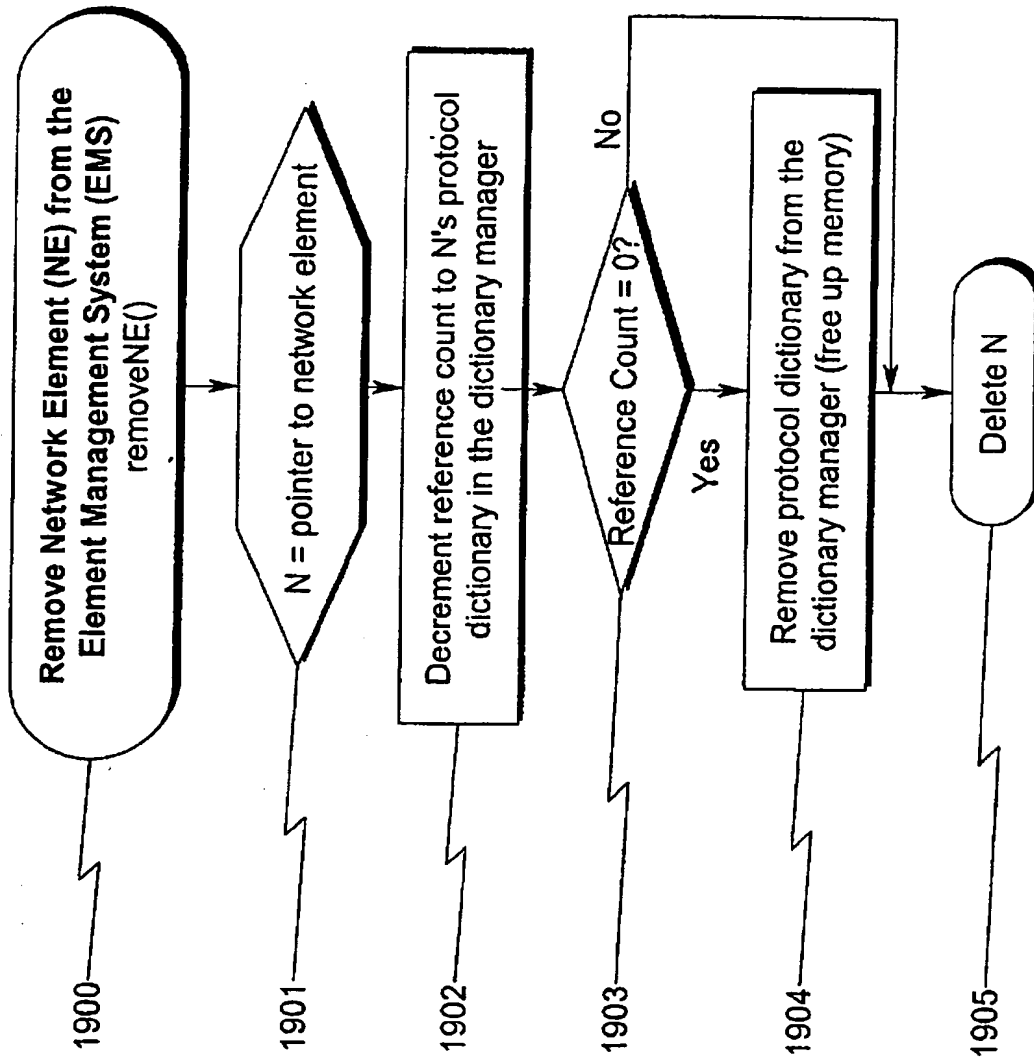 1900
Remove Network Element (NE) from the
Element Management System (EMS)
removeNE()
1901
N = pointer to network element
1902
Decrement reference count to N's protocol
dictionary in the dictionary manager
1903
Reference Count = 0?
No
Yes
1904
Remove protocol dictionary from the
dictionary manager (free up memory)
1905
Delete N